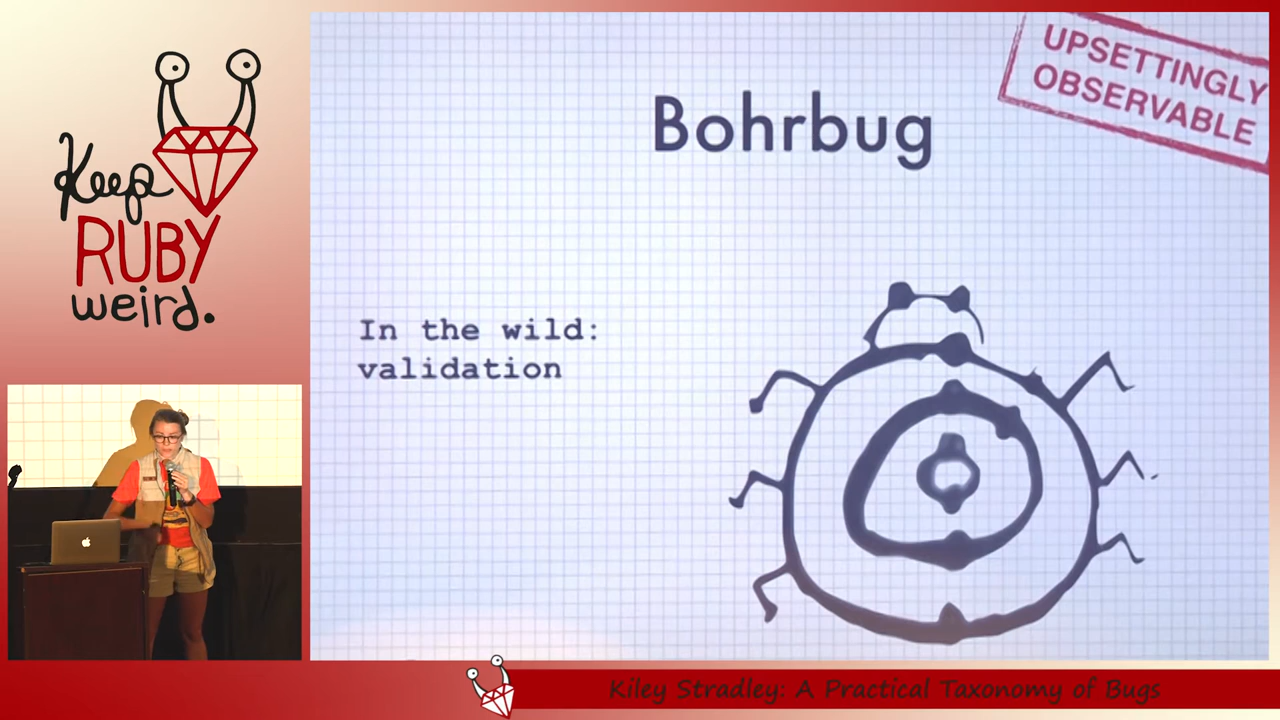 Keep
RUBY
weird.
UPSETTINGLY
OBSERVABLE
Bohrbug
In the wild:
validation
Kiley Stradley: A Practical Taxonomy of Bugs